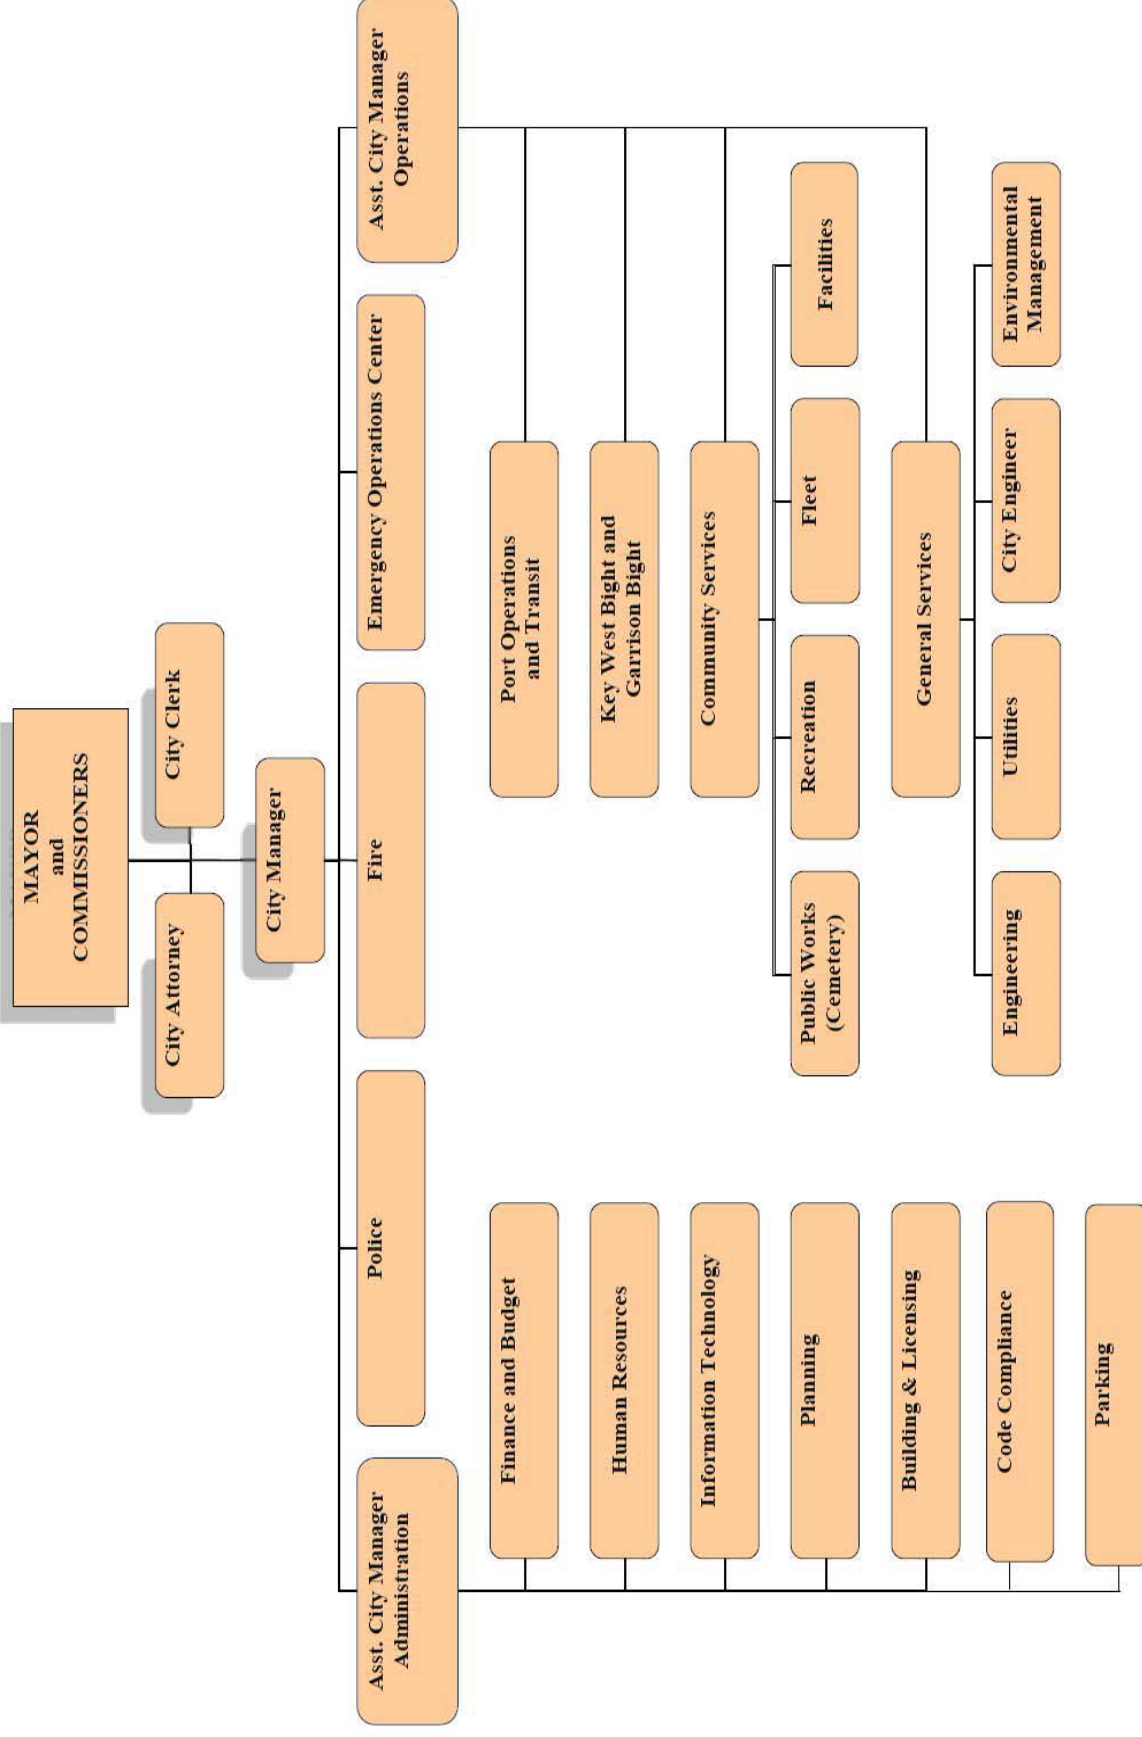 MAYOR
and
COMMISSIONERS
City Attorney
City Clerk
City Manager
Asst. City Manager
Administration
Police
Fire
Emergency Operations Center
Asst. City Manager
Operations
Finance and Budget
Human Resources
Information Technology
Planning
Building & Licensing
Code Compliance
Parking
Port Operations
and Transit
Key West Bight and
Garrison Bight
Community Services
Public Works
(Cemetery)
Recreation
Fleet
Facilities
General Services
Engineering
Utilities
City Engineer
Environmental
Management